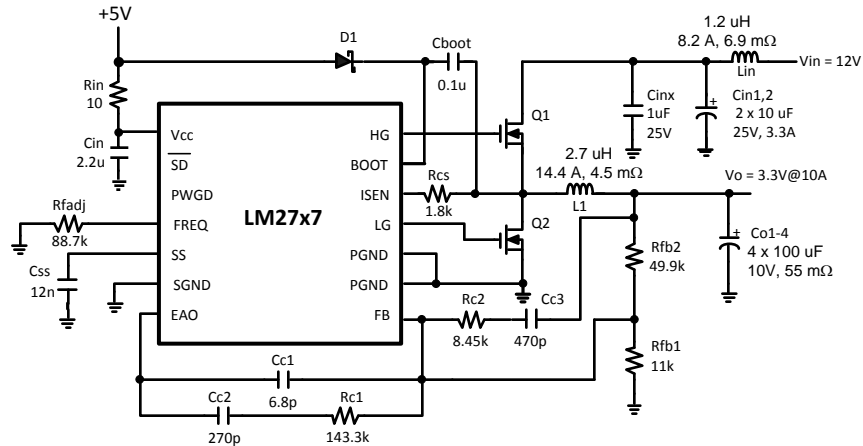 +5V
D1
Cboot
0.1u
1.2 uH
8.2 A, 6.9 mΩ
Lin
Vin = 12V
Rin
10
Cin
2.2u
Q1
Cinx
1uF
25V
Cin1,2
2 x 10 uF
25V, 3.3A
Vcc
SD
PWGD
FREQ
SS
SGND
EAO
LM27x7
HG
BOOT
ISEN
LG
PGND
PGND
FB
Rcs
1.8k
2.7 uH
14.4 A, 4.5 mΩ
L1
Vo = 3.3V@10A
Q2
Rfadj
88.7k
Css
12n
Rfb2
49.9k
Co1-4
4 x 100 uF
10V, 55 mΩ
Rc2
8.45k
Cc3
470p
Rfb1
11k
Cc1
6.8p
Cc2
270p
Rc1
143.3k